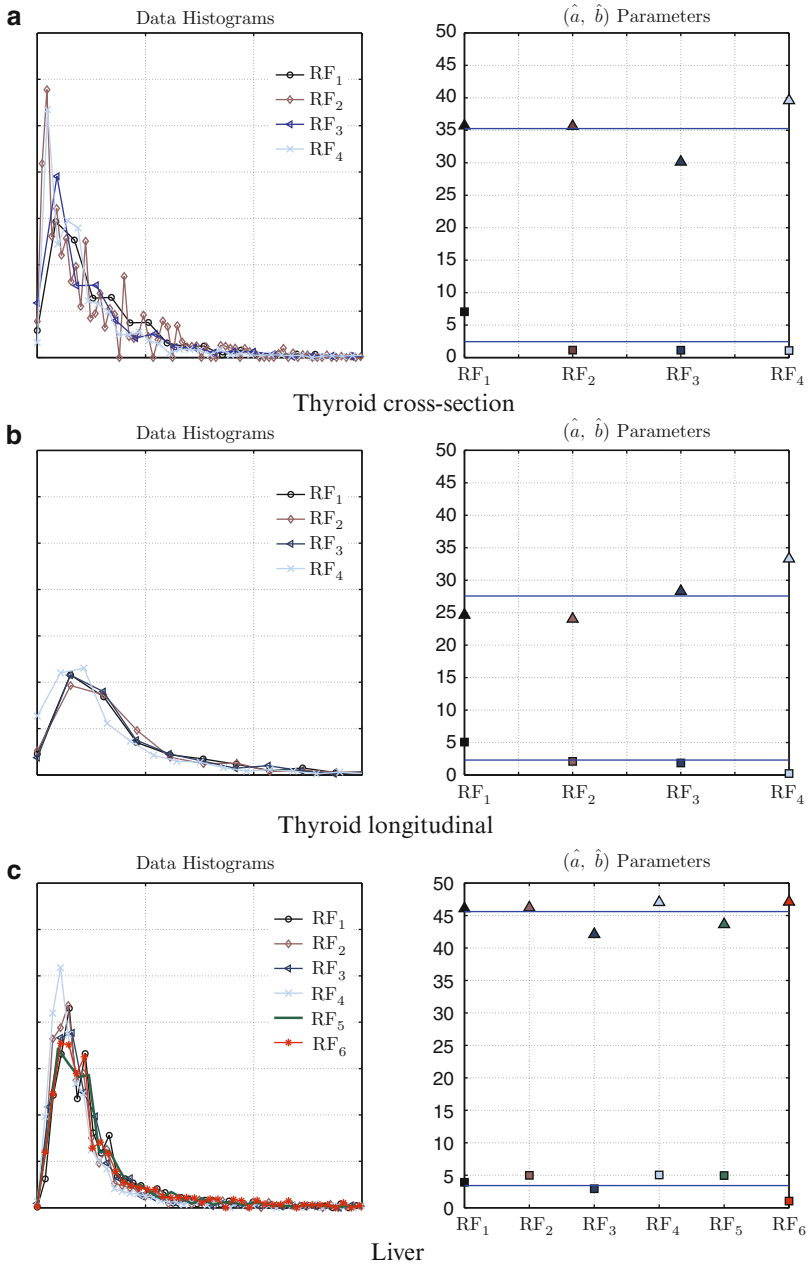 a
Data Histograms
RF₁
RF₂
RF₃
RF₄
(â, b̂) Parameters
50
45
40
35
30
25
20
15
10
5
0
RF₁ RF₂ RF₃ RF₄
Thyroid cross-section
b
Data Histograms
RF₁
RF₂
RF₃
RF₄
(â, b̂) Parameters
50
45
40
35
30
25
20
15
10
5
0
RF₁ RF₂ RF₃ RF₄
Thyroid longitudinal
c
Data Histograms
RF₁
RF₂
RF₃
RF₄
RF₅
RF₆
(â, b̂) Parameters
50
45
40
35
30
25
20
15
10
5
0
RF₁ RF₂ RF₃ RF₄ RF₅ RF₆
Liver